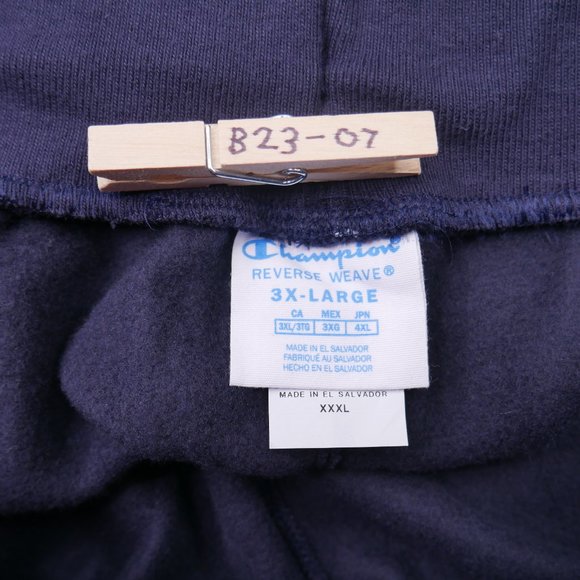 B23-07
Champion
REVERSE WEAVE®
3X-LARGE
CA MEX JPN
3XL/3TG 3XG 4XL
MADE IN EL SALVADOR
FABRIQUÉ AU SALVADOR
HECHO EN EL SALVADOR
MADE IN EL SALVADOR
XXXL